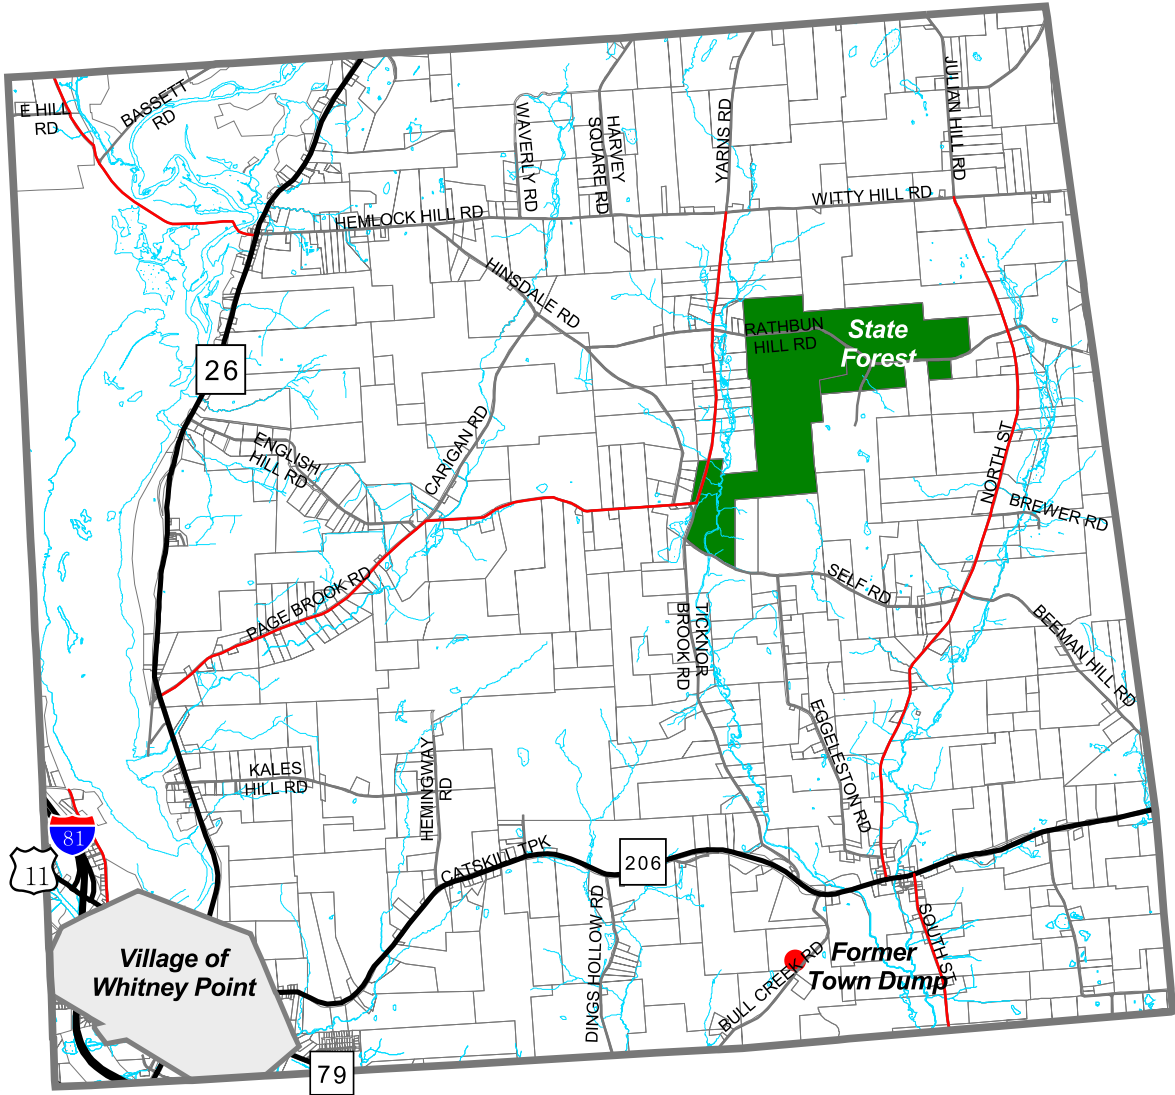 E HILL
RD
BASSETT
RD
WAVERLY RD
HARVEY
SQUARE RD
YARNS RD
JULIAN HILL RD
HEMLOCK HILL RD
WITTY HILL RD
HINSDALE RD
RATHBUN
HILL RD
State
Forest
26
CARIGAN RD
ENGLISH
HILL RD
NORTH ST
BREWER RD
PAGE BROOK RD
SELF RD
TICKNOR
BROOK RD
BEEMAN HILL RD
EGGELESTON RD
KALES
HILL RD
HEMINGWAY
RD
81
11
CATSKILL TPK
206
DINGS HOLLOW RD
SOUTH ST
Village of
Whitney Point
Former
Town Dump
BULL CREEK RD
79